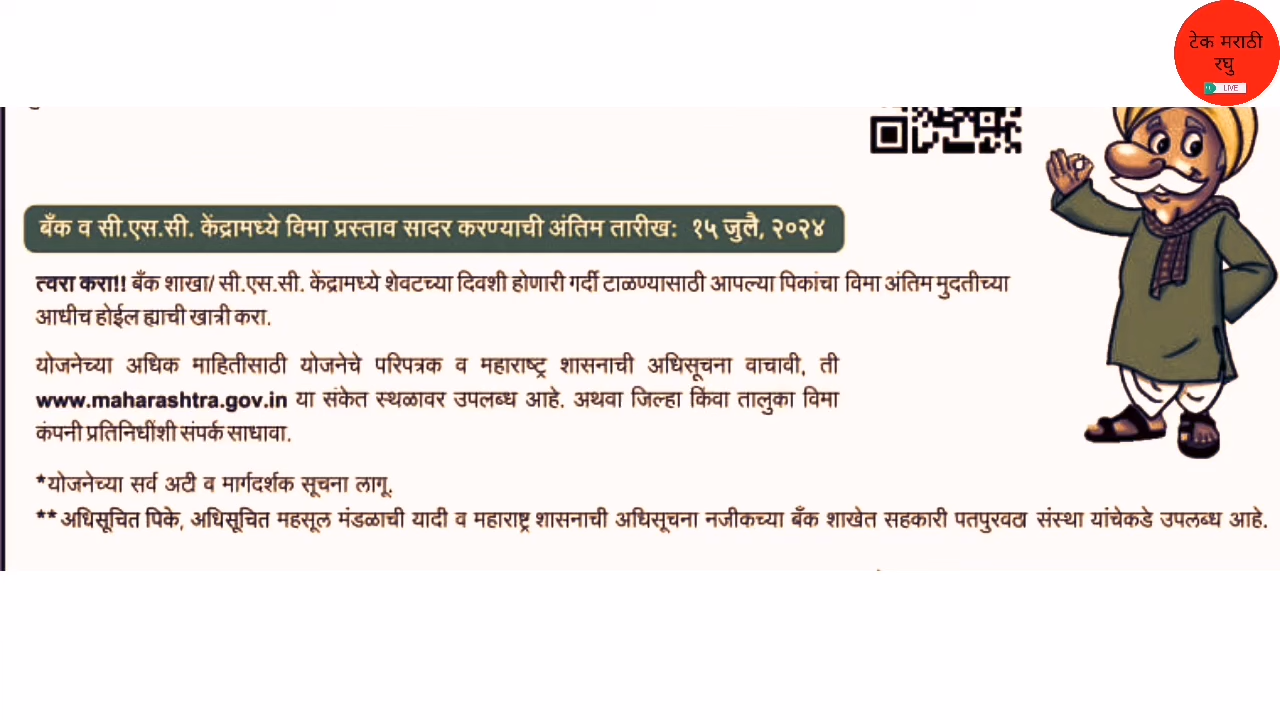 टेक मराठी
रघु
LIVE
बँक व सी.एस.सी. केंद्रामध्ये विमा प्रस्ताव सादर करण्याची अंतिम तारीख: १५ जुलै, २०२४
त्वरा करा!! बँक शाखा/ सी.एस.सी. केंद्रामध्ये शेवटच्या दिवशी होणारी गर्दी टाळण्यासाठी आपल्या पिकांचा विमा अंतिम मुदतीच्या
आधीच होईल ह्याची खात्री करा.
योजनेच्या अधिक माहितीसाठी योजनेचे परिपत्रक व महाराष्ट्र शासनाची अधिसूचना वाचावी, ती
www.maharashtra.gov.in या संकेत स्थळावर उपलब्ध आहे. अथवा जिल्हा किंवा तालुका विमा
कंपनी प्रतिनिधींशी संपर्क साधावा.
*योजनेच्या सर्व अटी व मार्गदर्शक सूचना लागू.
**अधिसूचित पिके, अधिसूचित महसूल मंडळाची यादी व महाराष्ट्र शासनाची अधिसूचना नजीकच्या बँक शाखेत सहकारी पतपुरवठा संस्था यांचेकडे उपलब्ध आहे.